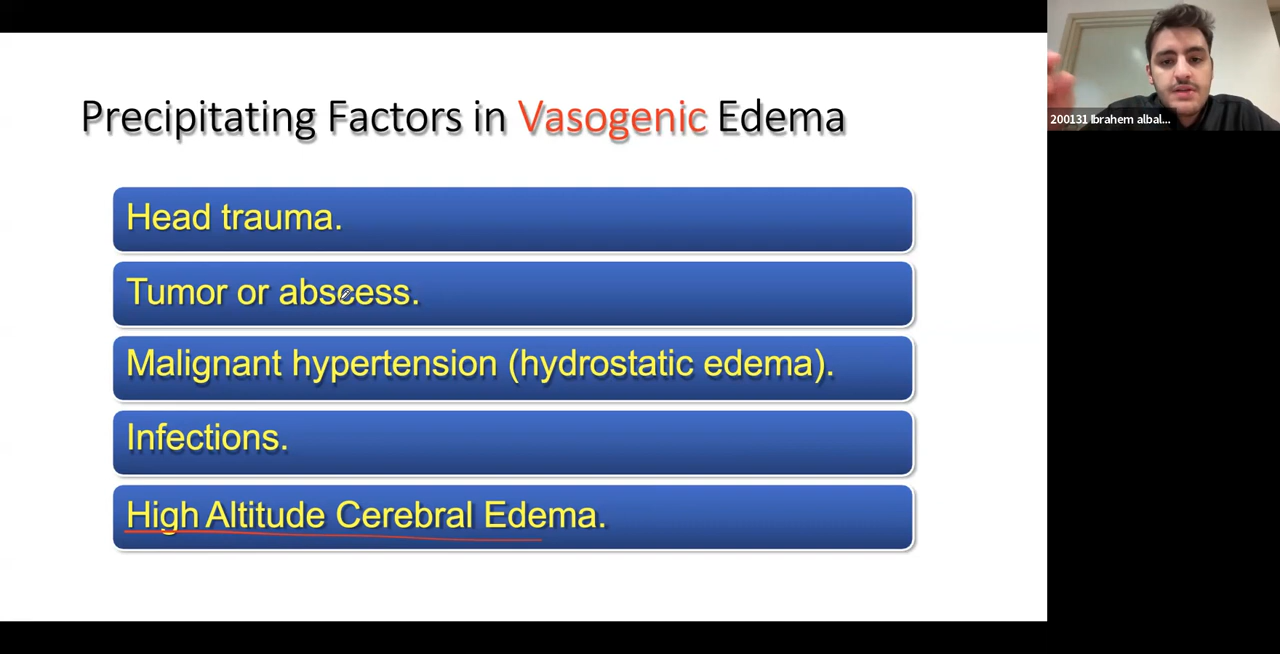 Precipitating Factors in Vasogenic Edema
Head trauma.
Tumor or abscess.
Malignant hypertension (hydrostatic edema).
Infections.
High Altitude Cerebral Edema.
200131 Ibrahem albal...